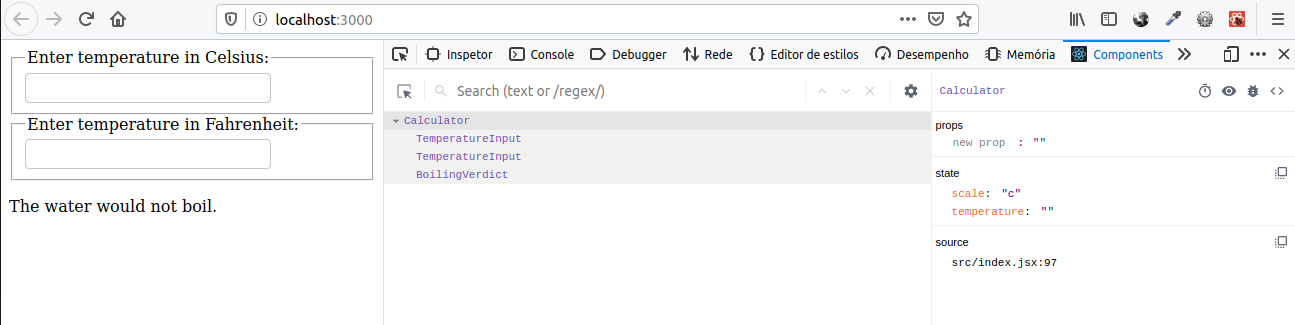 localhost:3000
Enter temperature in Celsius:
Enter temperature in Fahrenheit:
The water would not boil.
Inspetor Console Debugger Rede {} Editor de estilos Desempenho Memória Components
Search (text or /regex/)
Calculator
TemperatureInput
TemperatureInput
BoilingVerdict
Calculator
props
new prop : ""
state
scale: "c"
temperature: ""
source
src/index.jsx:97